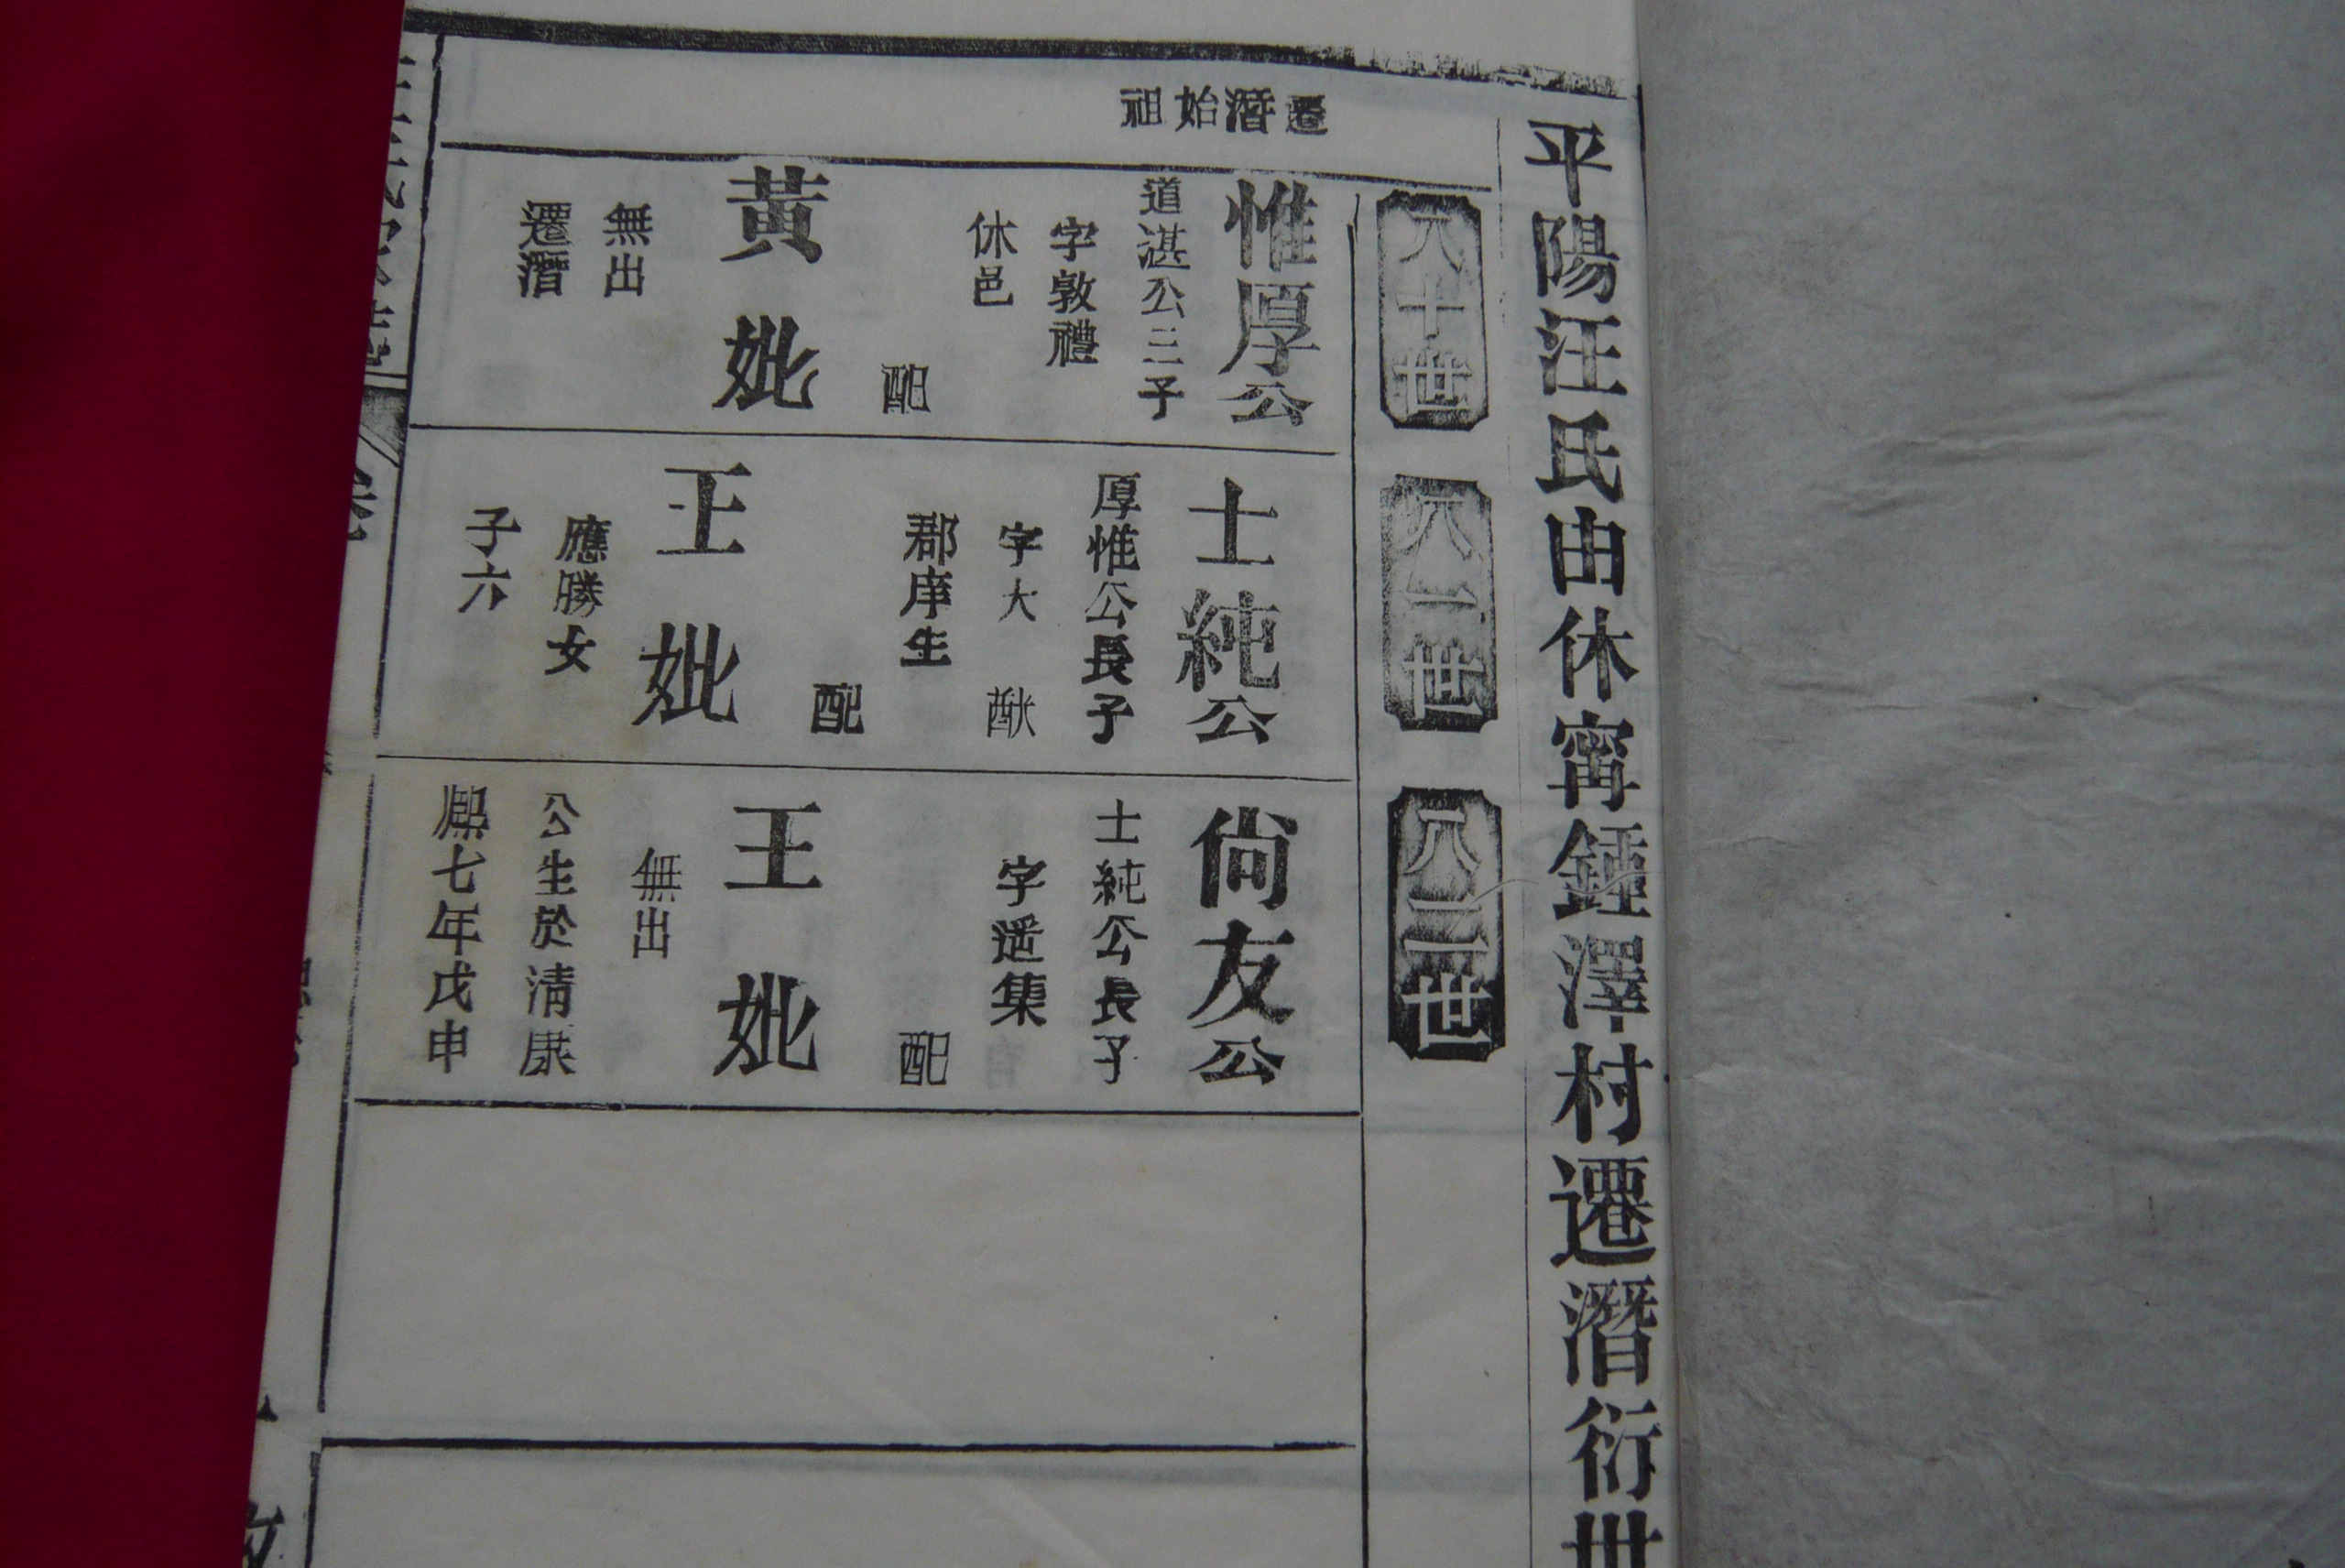 平陽汪氏由休甯鍾澤村遷潛衍世
遷潛始祖
八十世
惟厚公
道湛公三子
字敦禮
休邑
配
黃妣
無出
遷潛
八一世
士純公
厚惟公長子
字大猷
郡庠生
配
王妣
應勝女
子六
八二世
尙友公
士純公長子
字遥集
配
王妣
無出
公生於清康
熙七年戊申